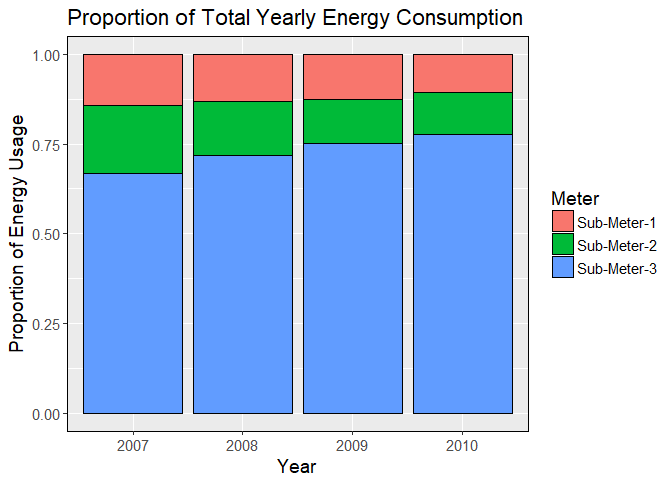 Proportion of Total Yearly Energy Consumption
Proportion of Energy Usage
1.00
0.75
0.50
0.25
0.00
2007 2008 2009 2010
Year
Meter
Sub-Meter-1
Sub-Meter-2
Sub-Meter-3